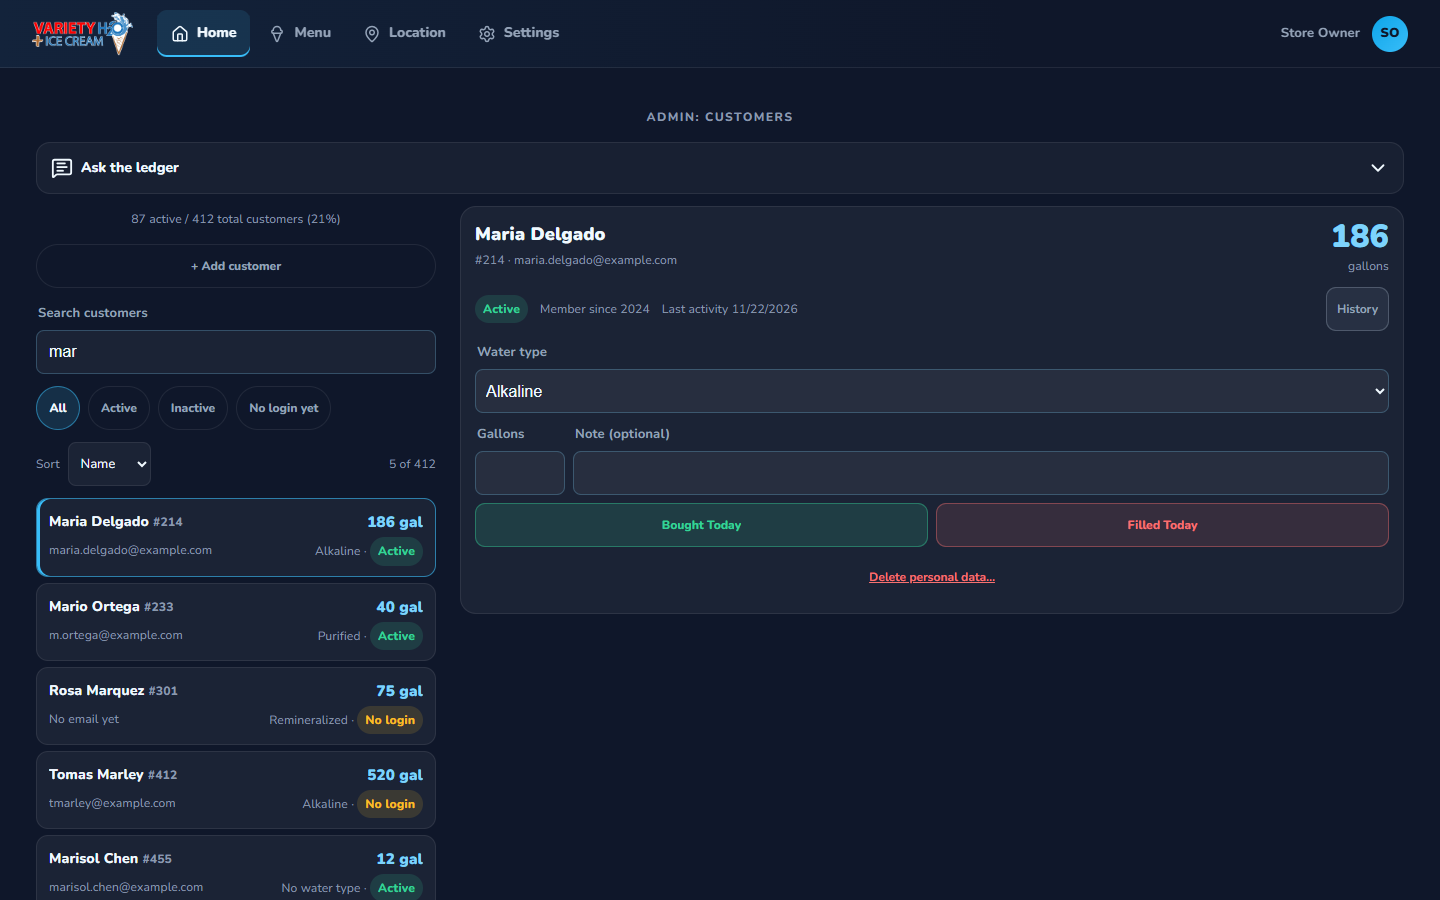 VARIETY H2O
+ ICE CREAM
Home
Menu
Location
Settings
Store Owner
SO
ADMIN: CUSTOMERS
Ask the ledger
87 active / 412 total customers (21%)
+ Add customer
Search customers
mar
All
Active
Inactive
No login yet
Sort
Name
5 of 412
Maria Delgado #214
186 gal
maria.delgado@example.com
Alkaline · Active
Mario Ortega #233
40 gal
m.ortega@example.com
Purified · Active
Rosa Marquez #301
75 gal
No email yet
Remineralized · No login
Tomas Marley #412
520 gal
tmarley@example.com
Alkaline · No login
Marisol Chen #455
12 gal
marisol.chen@example.com
No water type · Active
Maria Delgado
186
#214 · maria.delgado@example.com
gallons
Active
Member since 2024
Last activity 11/22/2026
History
Water type
Alkaline
Gallons
Note (optional)
Bought Today
Filled Today
Delete personal data...